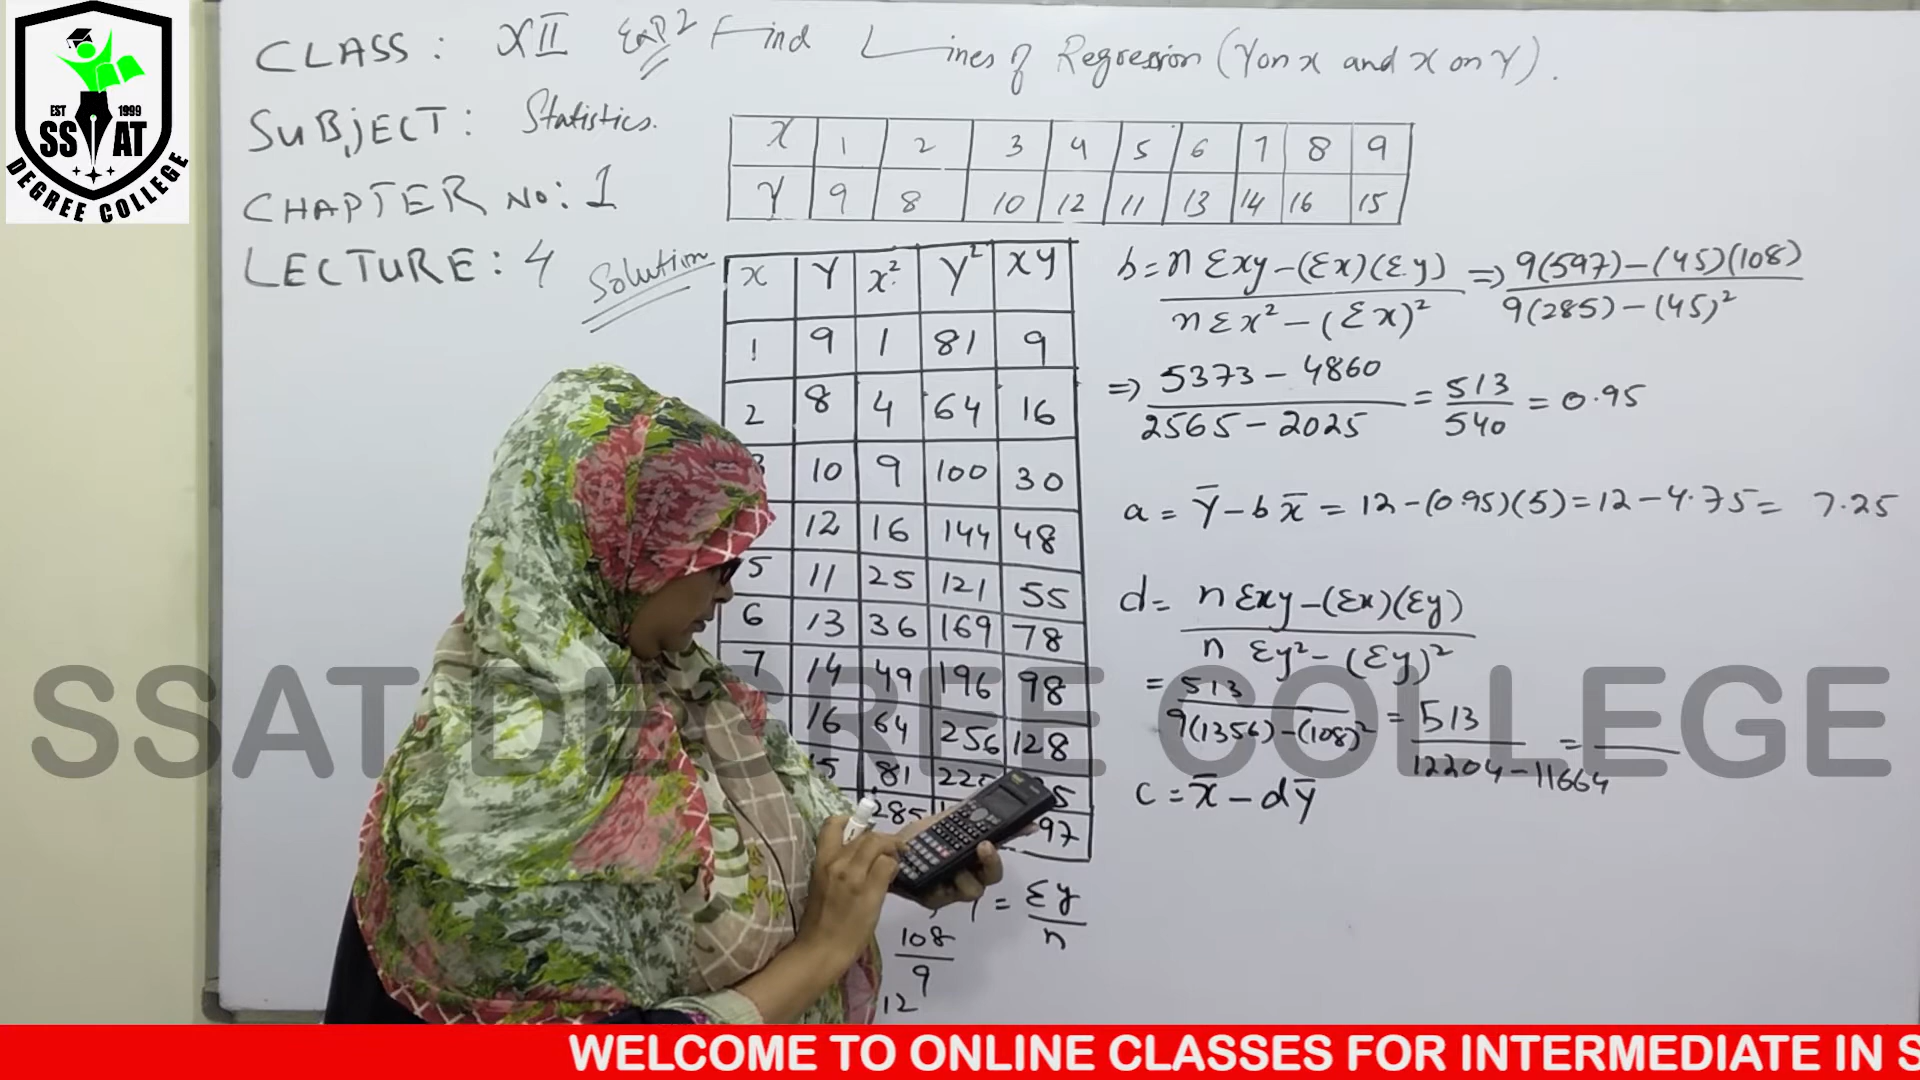 EST 1999
SSAT
DEGREE COLLEGE
CLASS: XII Exp 2 Find Lines of Regression (Y on x and x on Y).
SUBJECT: Statistics.
CHAPTER No: 1
LECTURE: 4
Solution
X 1 2 3 4 5 6 7 8 9
Y 9 8 10 12 11 13 14 16 15
x Y x² Y² XY
1 9 1 81 9
2 8 4 64 16
10 9 100 30
12 16 144 48
5 11 25 121 55
6 13 36 169 78
7 14 49 196 98
16 64 256 128
81
285 97
= Σy/n
108/9
12
b = nΣxy-(Σx)(Σy) / nΣx²-(Σx)² ⇒ 9(597)-(45)(108) / 9(285)-(45)²
⇒ 5373-4860 / 2565-2025 = 513/540 = 0.95
a = Ȳ-bx̄ = 12-(0.95)(5) = 12-4.75 = 7.25
d = nΣxy-(Σx)(Σy) / n Σy²-(Σy)²
= 513 / 9(1356)-(108)² = 513 / 12204-11664 =
c = x̄ - dȳ
SSAT DEGREE COLLEGE
WELCOME TO ONLINE CLASSES FOR INTERMEDIATE IN S